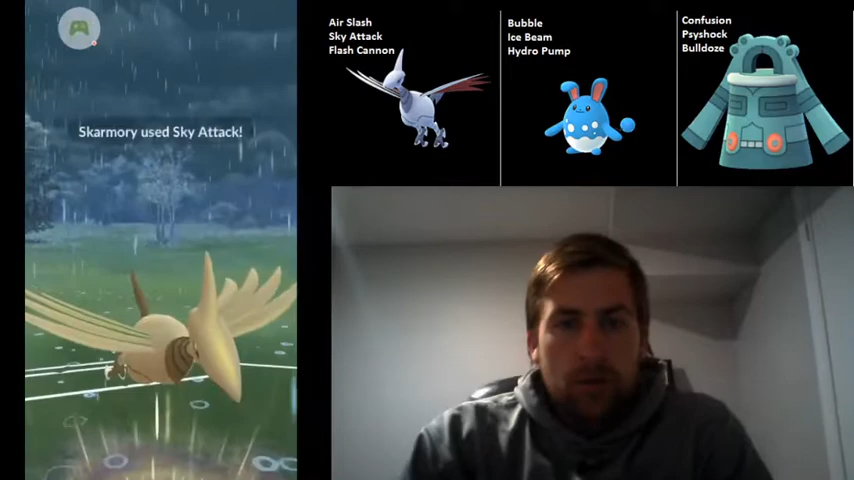 Skarmory used Sky Attack!
Air Slash
Sky Attack
Flash Cannon
Bubble
Ice Beam
Hydro Pump
Confusion
Psyshock
Bulldoze